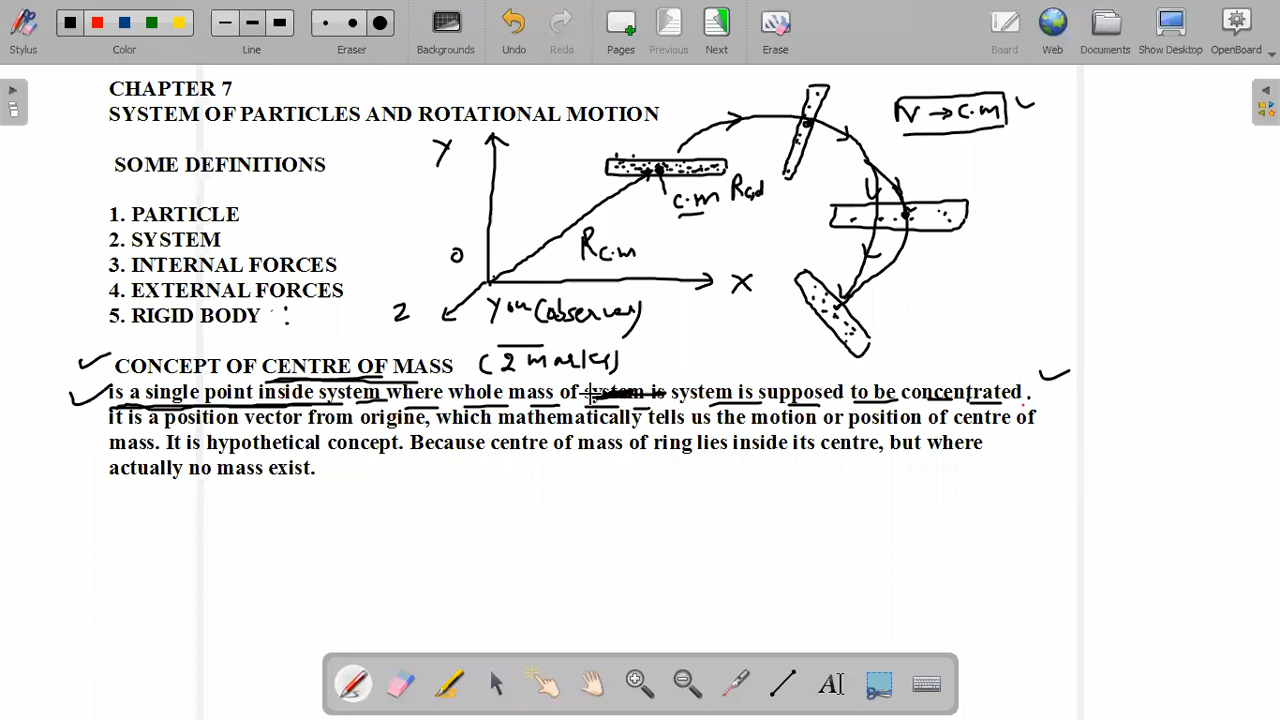 Stylus
Color
Line
Eraser
Backgrounds
Undo
Redo
Pages
Previous
Next
Erase
Board
Web
Documents
Show Desktop
OpenBoard
CHAPTER 7
SYSTEM OF PARTICLES AND ROTATIONAL MOTION
SOME DEFINITIONS
1. PARTICLE
2. SYSTEM
3. INTERNAL FORCES
4. EXTERNAL FORCES
5. RIGID BODY :
Y
O
X
Z
You (observer)
Rc.m
c.m Rod
→ c.m
CONCEPT OF CENTRE OF MASS (2 marks)
is a single point inside system where whole mass of system is system is supposed to be concentrated .
it is a position vector from origine, which mathematically tells us the motion or position of centre of
mass. It is hypothetical concept. Because centre of mass of ring lies inside its centre, but where
actually no mass exist.